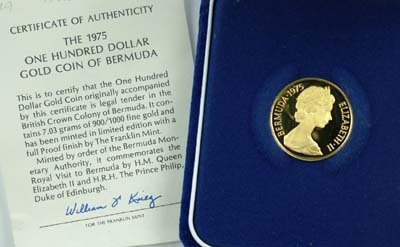 CERTIFICATE OF AUTHENTICITY
THE 1975
ONE HUNDRED DOLLAR
GOLD COIN OF BERMUDA
This is to certify that the One Hundred
Dollar Gold Coin originally accompanied
by this certificate is legal tender in the
British Crown Colony of Bermuda. It con-
tains 7.03 grams of 900/1000 fine gold and
has been minted in limited edition with a
full Proof finish by The Franklin Mint.
Minted by order of the Bermuda Mon-
etary Authority, it commemorates the
Royal Visit to Bermuda by H.M. Queen
Elizabeth II and H.R.H. The Prince Philip,
Duke of Edinburgh.
William F Krieg
FOR THE FRANKLIN MINT
BERMUDA·1975
ELIZABETH·II